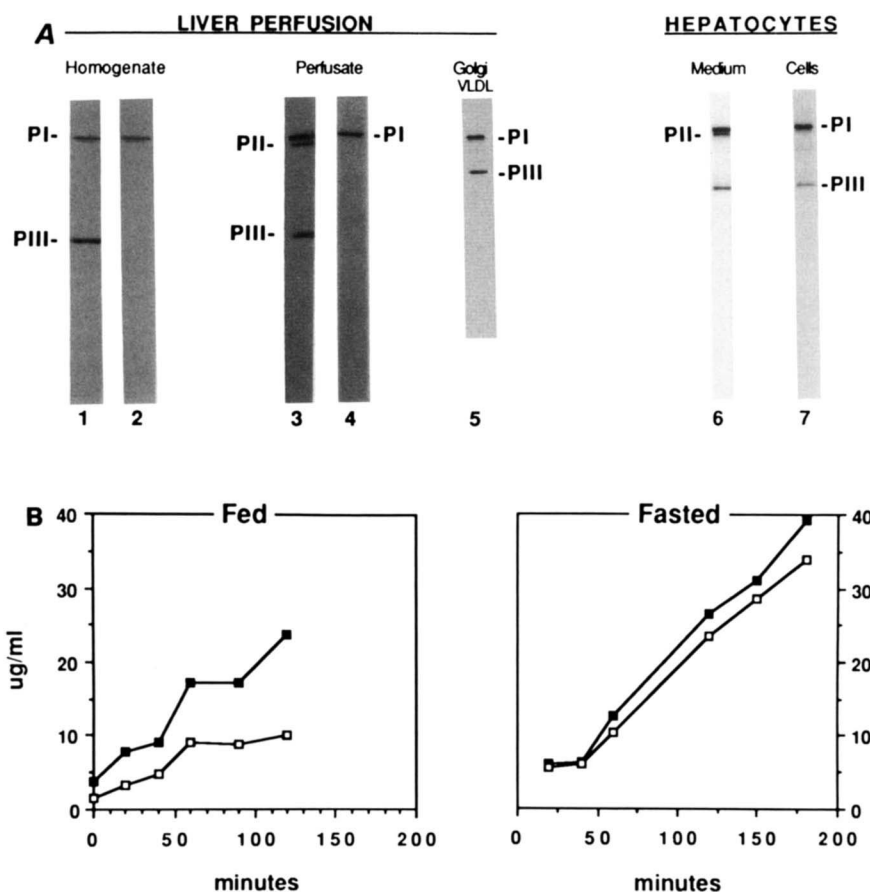 A LIVER PERFUSION HEPATOCYTES
Homogenate Perfusate Golgi VLDL Medium Cells
PI- PII- -PI -PI PII- -PI
-PIII -PIII
PIII- PIII-
1 2 3 4 5 6 7
B Fed Fasted
40 40
30 30
20 20
10 10
0 0
ug/ml
0 50 100 150 200 0 50 100 150 200
minutes minutes